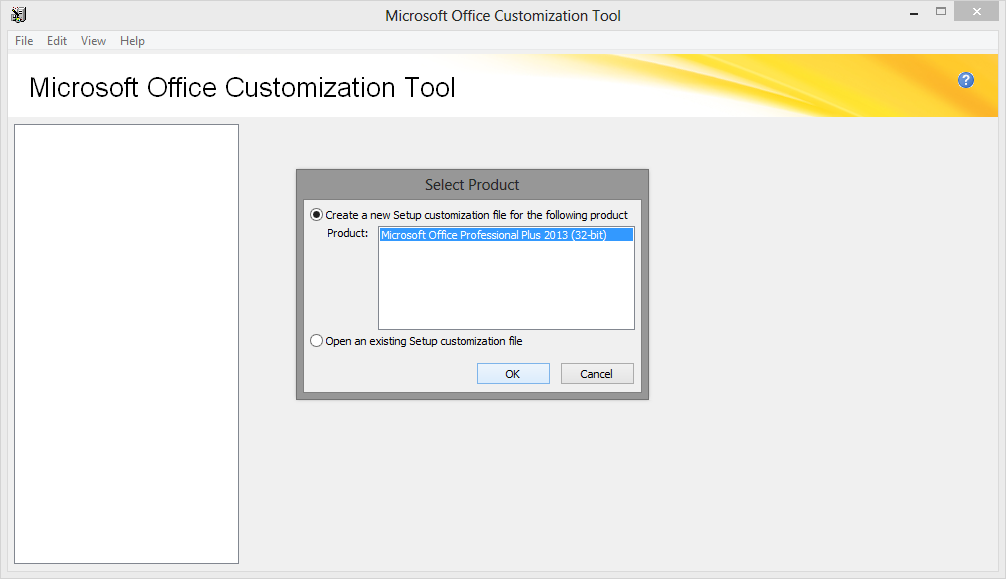 Microsoft Office Customization Tool
File Edit View Help
Microsoft Office Customization Tool
?
Select Product
Create a new Setup customization file for the following product
Product: Microsoft Office Professional Plus 2013 (32-bit)
Open an existing Setup customization file
OK Cancel